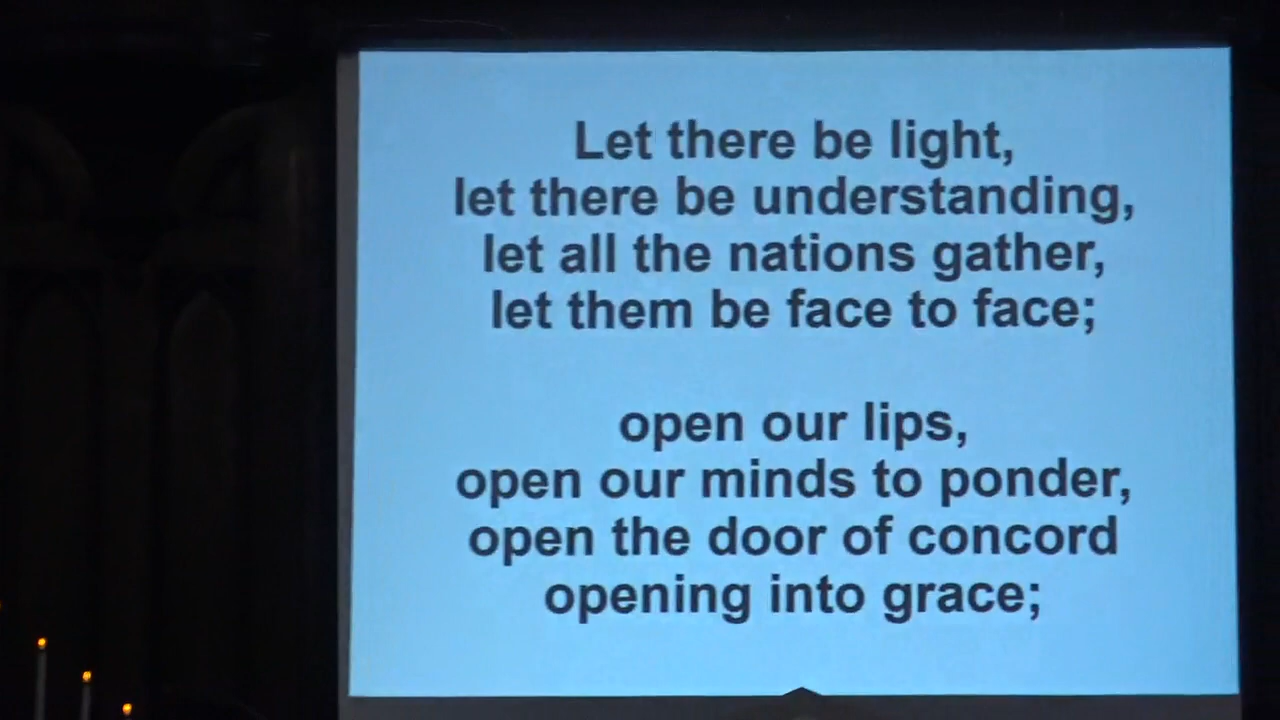 Let there be light,
let there be understanding,
let all the nations gather,
let them be face to face;
open our lips,
open our minds to ponder,
open the door of concord
opening into grace;